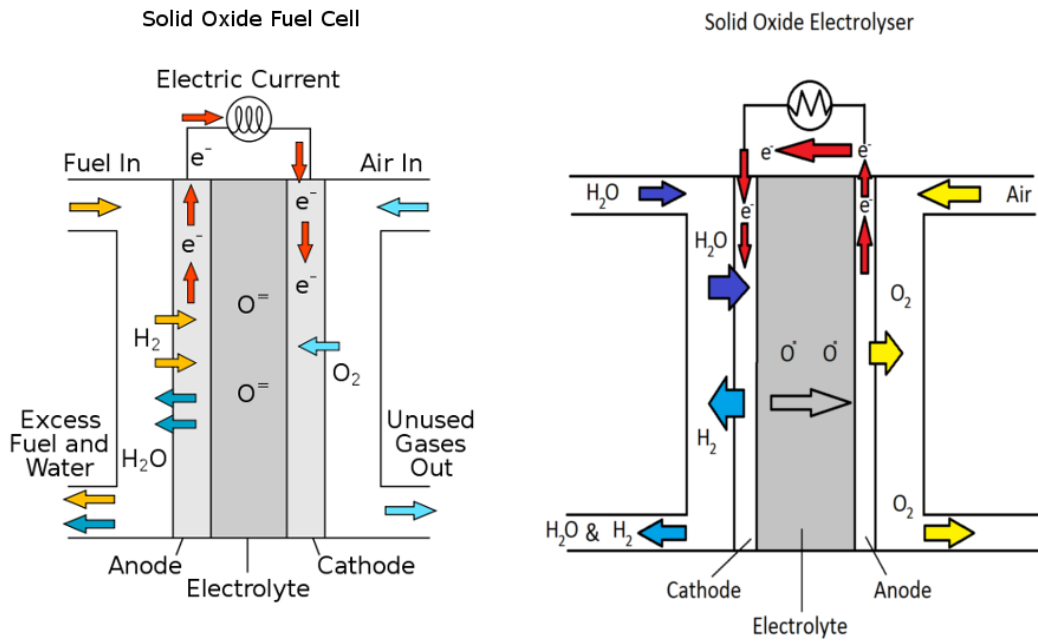 Solid Oxide Fuel Cell
Electric Current
Fuel In
e⁻
Air In
e⁻
e⁻
e⁻
O⁼
H₂
O₂
O⁼
Excess
Fuel and
Water
H₂O
Unused
Gases
Out
Anode
Cathode
Electrolyte
Solid Oxide Electrolyser
e⁻
e⁻
H₂O
Air
e⁻
e⁻
H₂O
O₂
O
O
H₂
O₂
H₂O & H₂
Cathode
Anode
Electrolyte